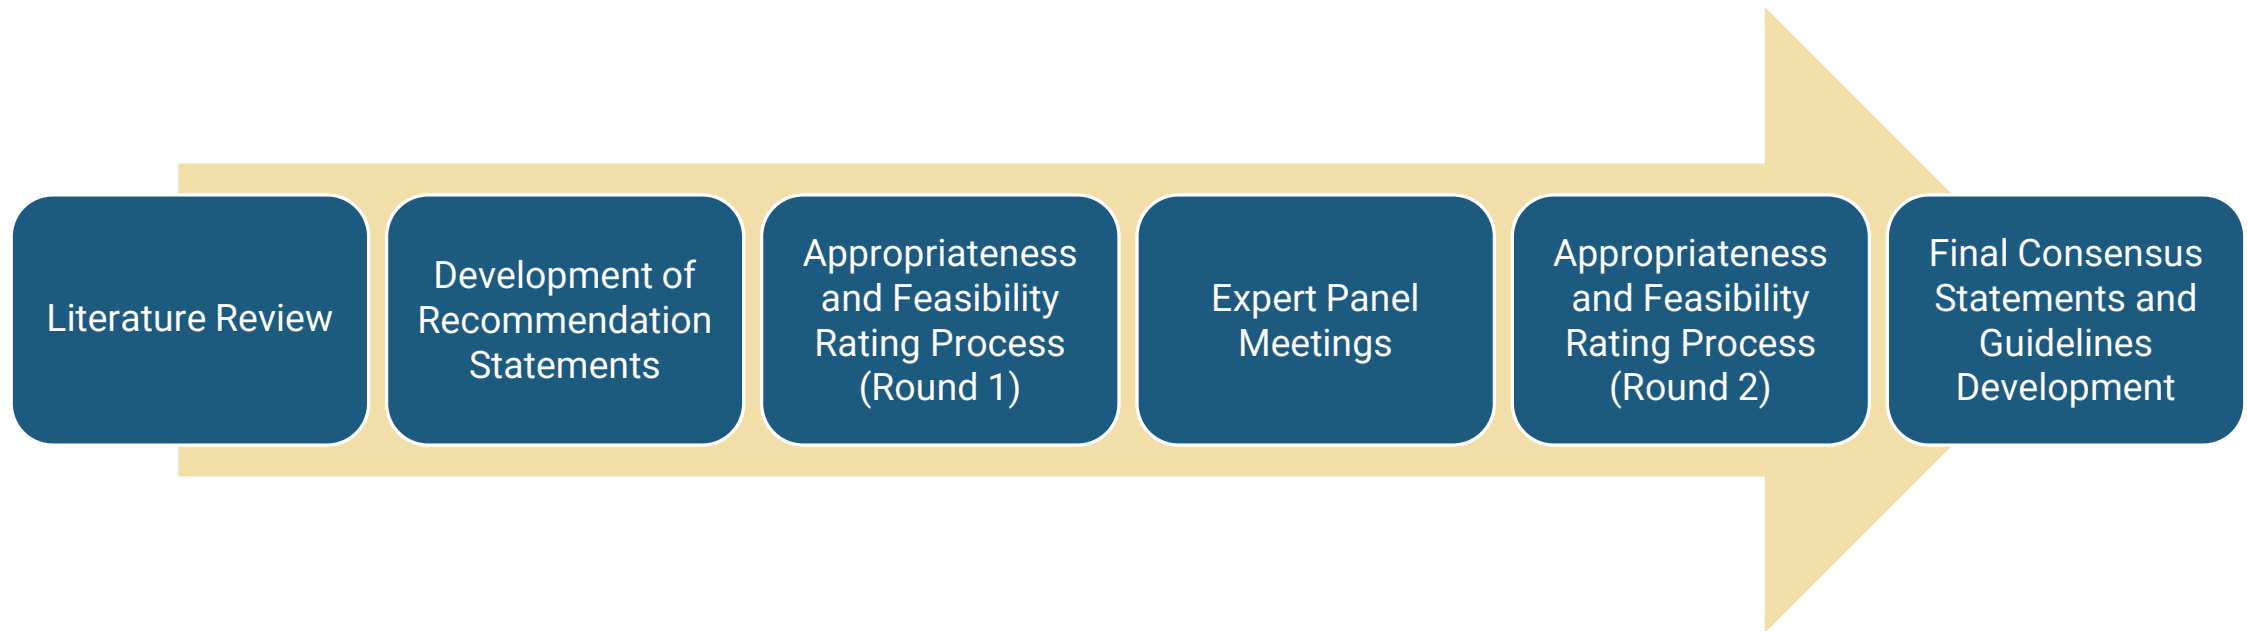 Literature Review
Development of
Recommendation
Statements
Appropriateness
and Feasibility
Rating Process
(Round 1)
Expert Panel
Meetings
Appropriateness
and Feasibility
Rating Process
(Round 2)
Final Consensus
Statements and
Guidelines
Development